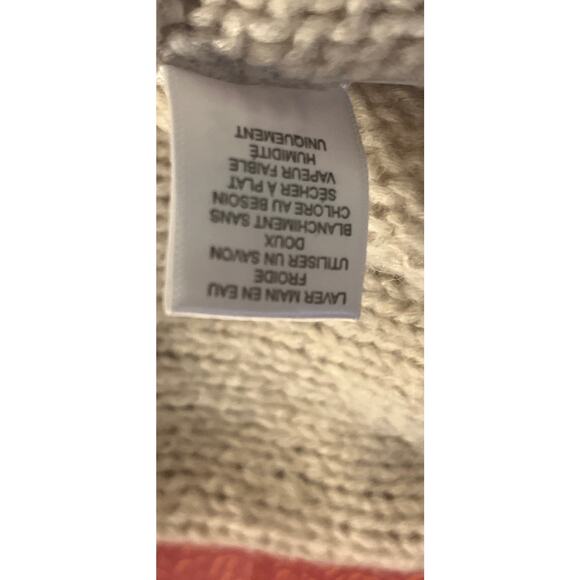 LAVER MAIN EN EAU
FROIDE
UTILISER UN SAVON
DOUX
BLANCHIMENT SANS
CHLORE AU BESOIN
SÉCHER À PLAT
VAPEUR FAIBLE
HUMIDITÉ
UNIQUEMENT